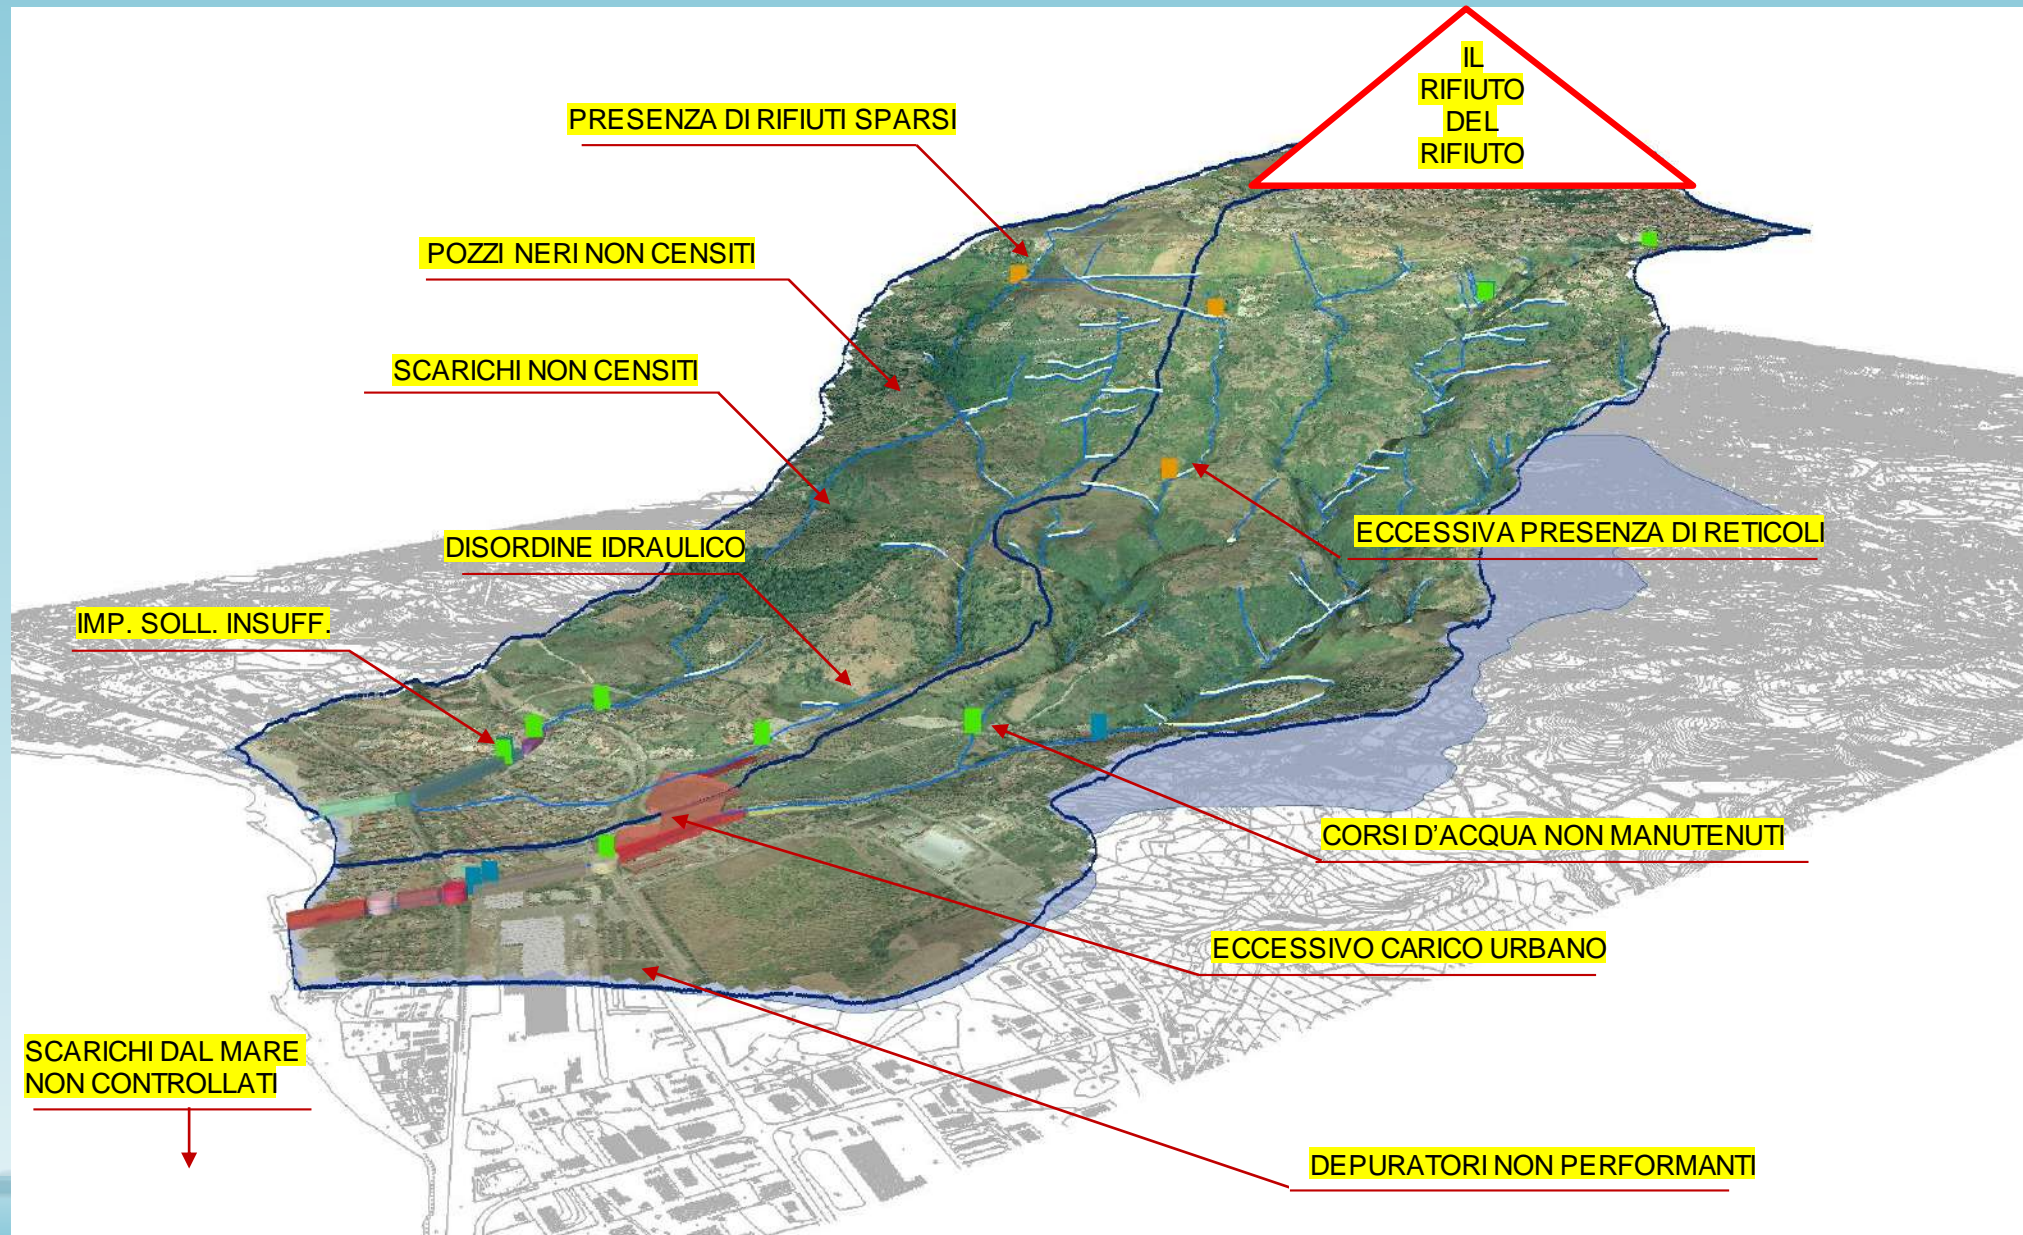 IL
RIFIUTO
DEL
RIFIUTO
PRESENZA DI RIFIUTI SPARSI
POZZI NERI NON CENSITI
SCARICHI NON CENSITI
DISORDINE IDRAULICO
ECCESSIVA PRESENZA DI RETICOLI
IMP. SOLL. INSUFF.
CORSI D'ACQUA NON MANUTENUTI
ECCESSIVO CARICO URBANO
SCARICHI DAL MARE
NON CONTROLLATI
DEPURATORI NON PERFORMANTI